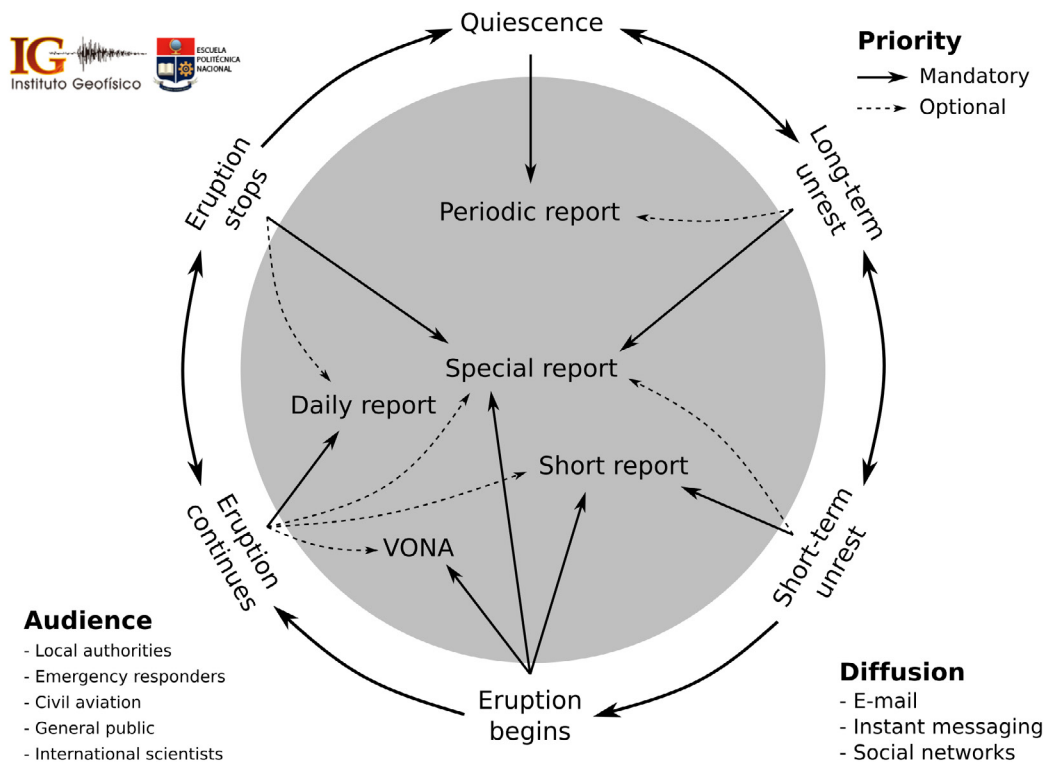 IG
Instituto Geofísico
ESCUELA
POLITÉCNICA
NACIONAL
Quiescence
Priority
Mandatory
Optional
Eruption
stops
Long-term
unrest
Periodic report
Special report
Daily report
Short report
VONA
Eruption
continues
Short-term
unrest
Eruption
begins
Audience
- Local authorities
- Emergency responders
- Civil aviation
- General public
- International scientists
Diffusion
- E-mail
- Instant messaging
- Social networks